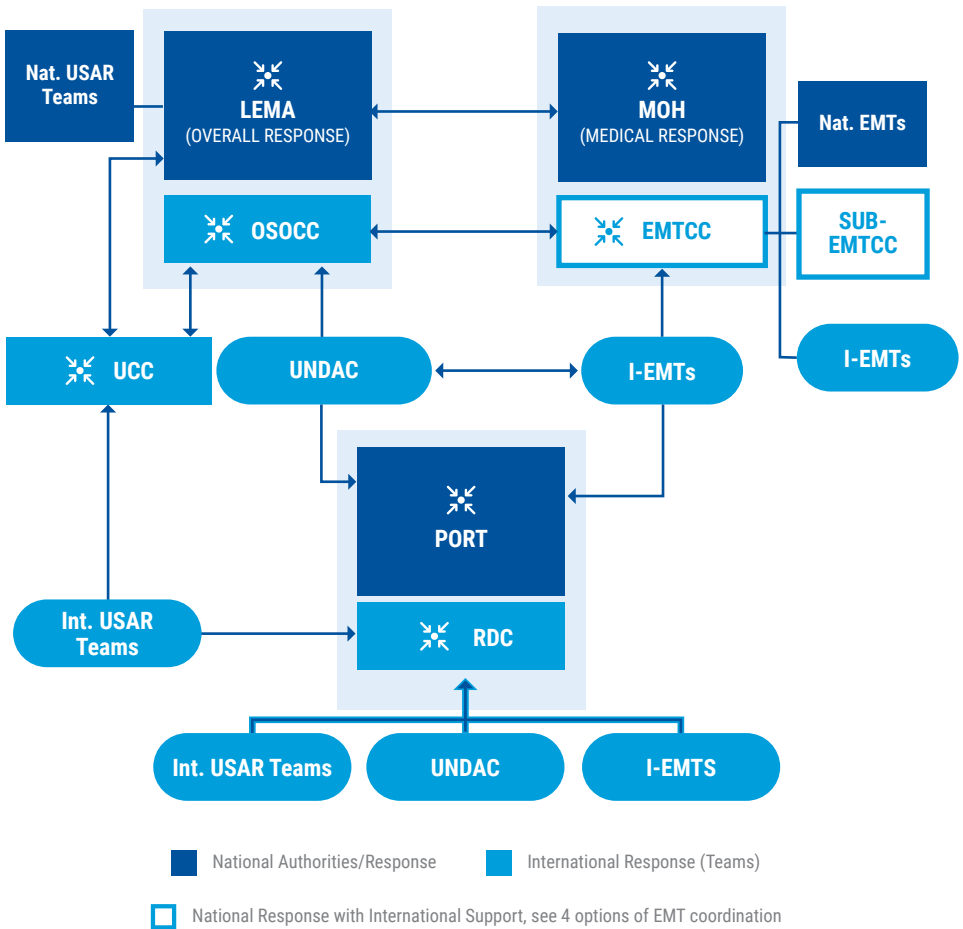 Nat. USAR
Teams
LEMA
(OVERALL RESPONSE)
MOH
(MEDICAL RESPONSE)
Nat. EMTs
OSOCC
EMTCC
SUB-
EMTCC
UCC
UNDAC
I-EMTs
I-EMTs
PORT
Int. USAR
Teams
RDC
Int. USAR Teams
UNDAC
I-EMTS
National Authorities/Response
International Response (Teams)
National Response with International Support, see 4 options of EMT coordination